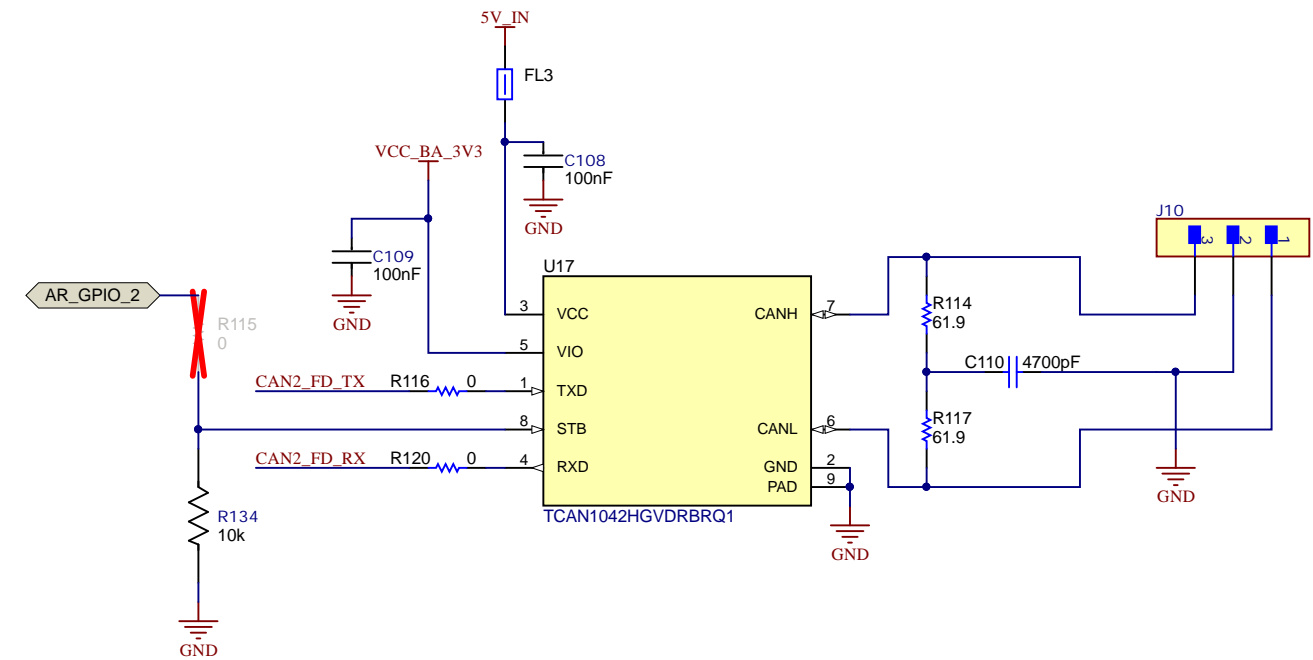 5V_IN
FL3
VCC_BA_3V3
C108
100nF
GND
J10
3 2 1
C109
100nF
U17
AR_GPIO_2
GND
R115
0
3 VCC
CANH 7
R114
61.9
5 VIO
C110 4700pF
CAN2_FD_TX R116 0 1 TXD
8 STB
CANL 6
R117
61.9
CAN2_FD_RX R120 0 4 RXD
GND 2
PAD 9
GND
R134
10k
TCAN1042HGVDRBRQ1
GND
GND